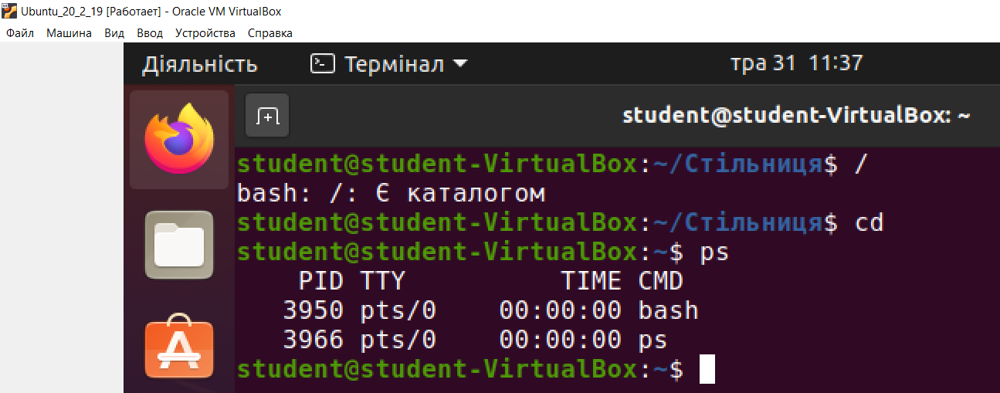 Ubuntu_20_2_19 [Работает] - Oracle VM VirtualBox
Файл Машина Вид Ввод Устройства Справка
Діяльність Термінал тра 31 11:37
student@student-VirtualBox: ~
student@student-VirtualBox:~/Стільниця$ /
bash: /: Є каталогом
student@student-VirtualBox:~/Стільниця$ cd
student@student-VirtualBox:~$ ps
PID TTY TIME CMD
3950 pts/0 00:00:00 bash
3966 pts/0 00:00:00 ps
student@student-VirtualBox:~$